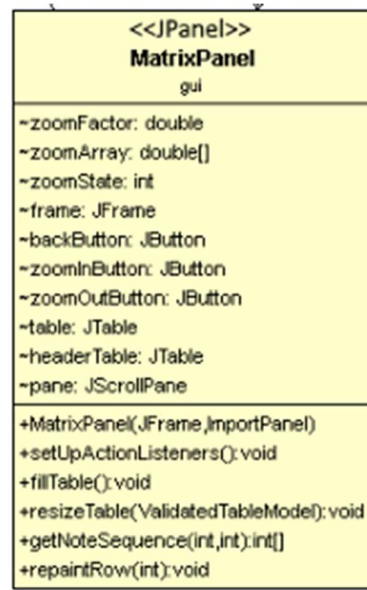 <<JPanel>>
MatrixPanel
gui
~zoomFactor: double
~zoomArray: double[]
~zoomState: int
~frame: JFrame
~backButton: JButton
~zoomInButton: JButton
~zoomOutButton: JButton
~table: JTable
~headerTable: JTable
~pane: JScrollPane
+MatrixPanel(JFrame,ImportPanel)
+setUpActionListeners():void
+fillTable():void
+resizeTable(ValidatedTableModel):void
+getNoteSequence(int,int):int[]
+repaintRow(int):void